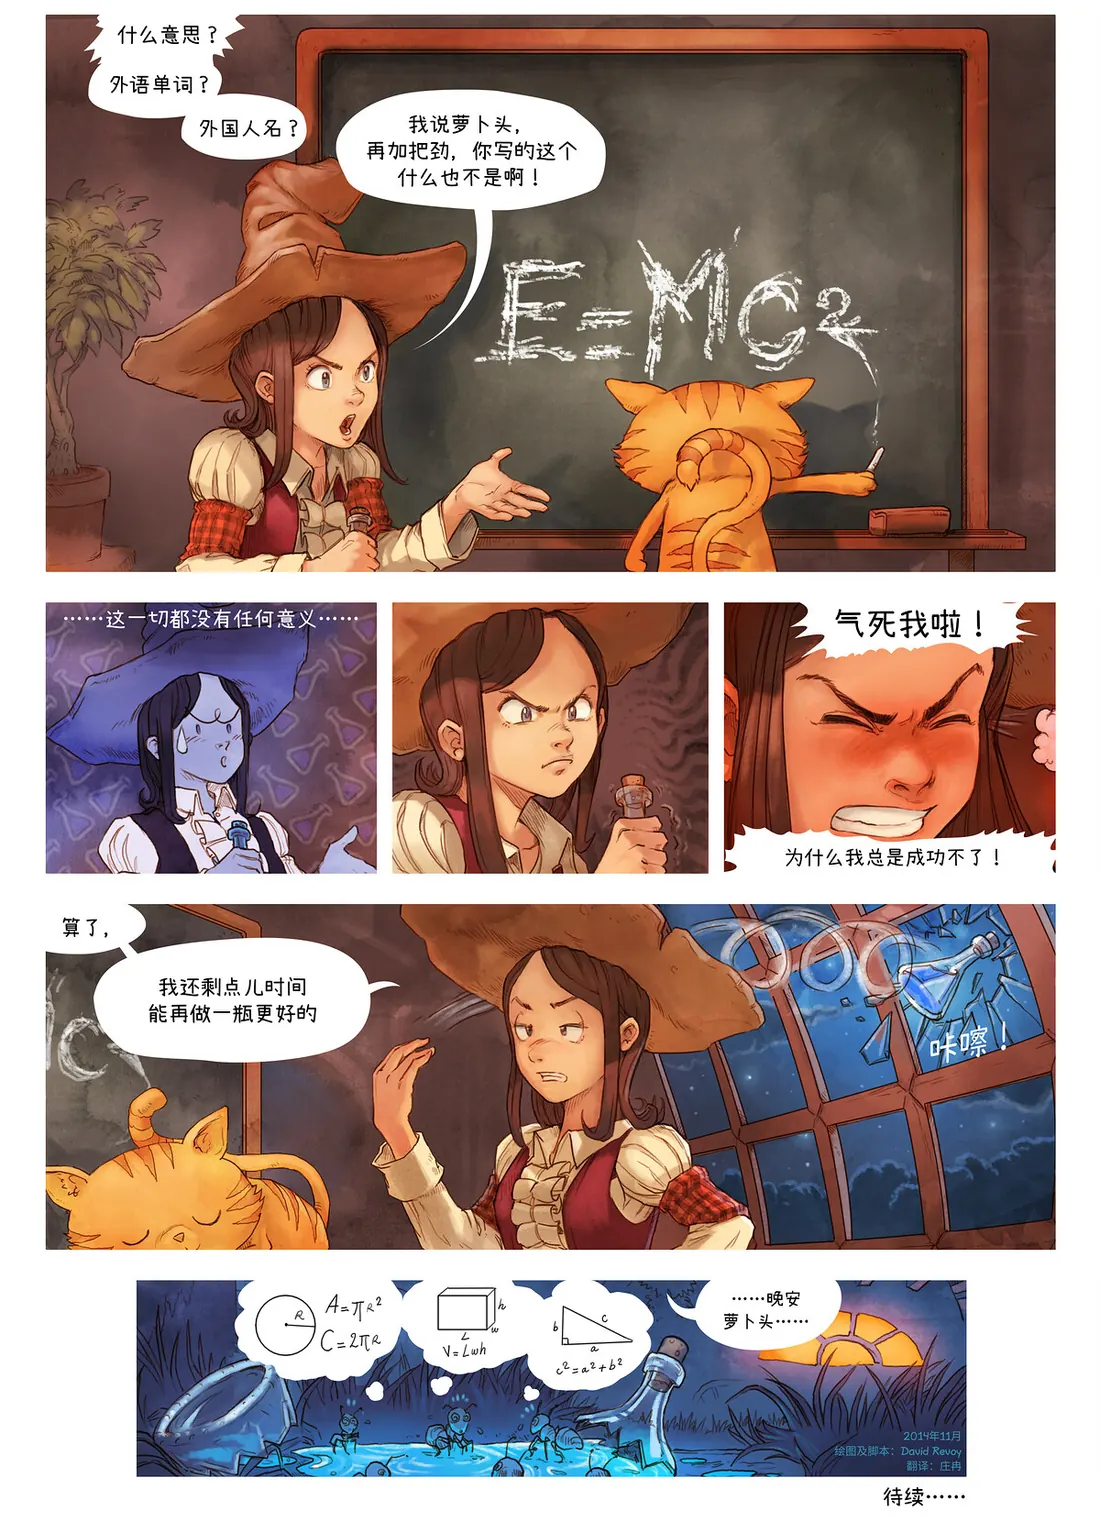 什么意思？
外语单词？
外国人名？
我说萝卜头，
再加把劲，你写的这个
什么也不是啊！
E=MC2
……这一切都没有任何意义……
气死我啦！
为什么我总是成功不了！
算了，
我还剩点儿时间
能再做一瓶更好的
MC
咔嚓！
R
A=πR²
C=2πR
h
w
L
V=Lwh
b
c
a
c²=a²+b²
……晚安
萝卜头……
2014年11月
绘图及脚本：David Revoy
翻译：庄冉
待续……